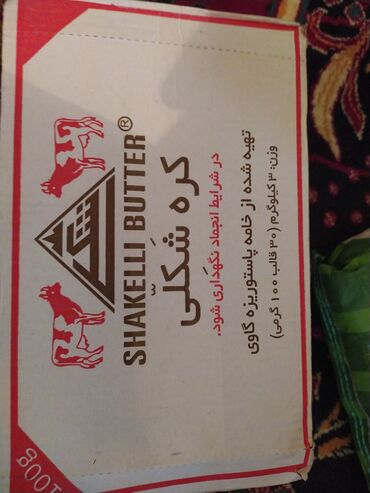 SHAKELLI BUTTER®
شکلی
کره شَکَلّی
در شرایط انجماد نگهداری شود.
تهیه شده از خامه پاستوریزه گاوی
وزن: ۳ کیلوگرم (۳۰ قالب ۱۰۰ گرمی)
100g